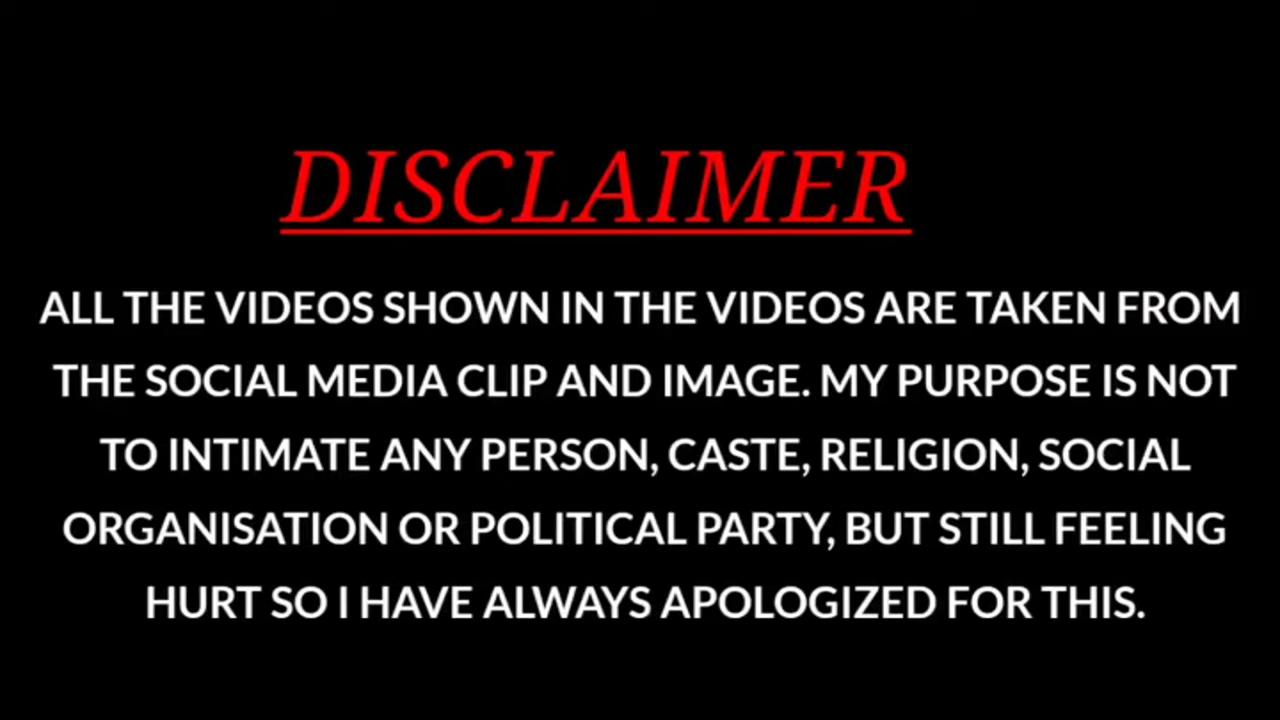 DISCLAIMER
ALL THE VIDEOS SHOWN IN THE VIDEOS ARE TAKEN FROM
THE SOCIAL MEDIA CLIP AND IMAGE. MY PURPOSE IS NOT
TO INTIMATE ANY PERSON, CASTE, RELIGION, SOCIAL
ORGANISATION OR POLITICAL PARTY, BUT STILL FEELING
HURT SO I HAVE ALWAYS APOLOGIZED FOR THIS.